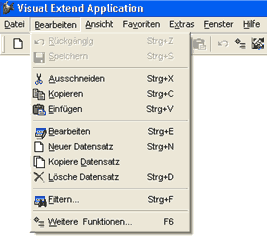 Visual Extend Application
Datei Bearbeiten Ansicht Favoriten Extras Fenster Hilfe
Rückgängig Strg+Z
Speichern Strg+S
Ausschneiden Strg+X
Kopieren Strg+C
Einfügen Strg+V
Bearbeiten Strg+E
Neuer Datensatz Strg+N
Kopiere Datensatz
Lösche Datensatz Strg+D
Filtern... Strg+F
Weitere Funktionen... F6